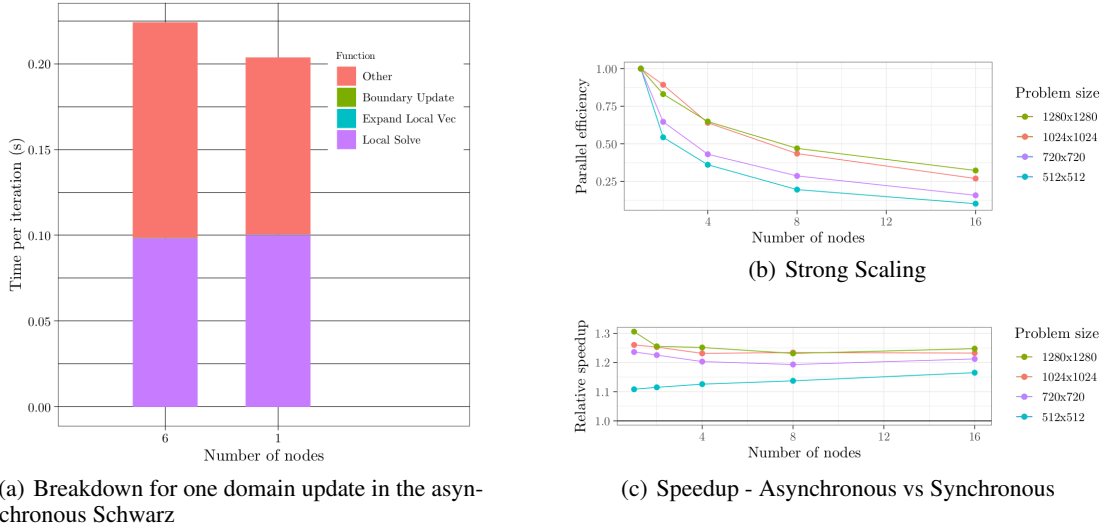 Time per iteration (s)
0.20
0.15
0.10
0.05
0.00
6
1
Number of nodes
Function
Other
Boundary Update
Expand Local Vec
Local Solve
(a) Breakdown for one domain update in the asyn-
chronous Schwarz
Parallel efficiency
1.00
0.75
0.50
0.25
4
8
12
16
Number of nodes
Problem size
1280x1280
1024x1024
720x720
512x512
(b) Strong Scaling
Relative speedup
1.3
1.2
1.1
1.0
4
8
12
16
Number of nodes
Problem size
1280x1280
1024x1024
720x720
512x512
(c) Speedup - Asynchronous vs Synchronous